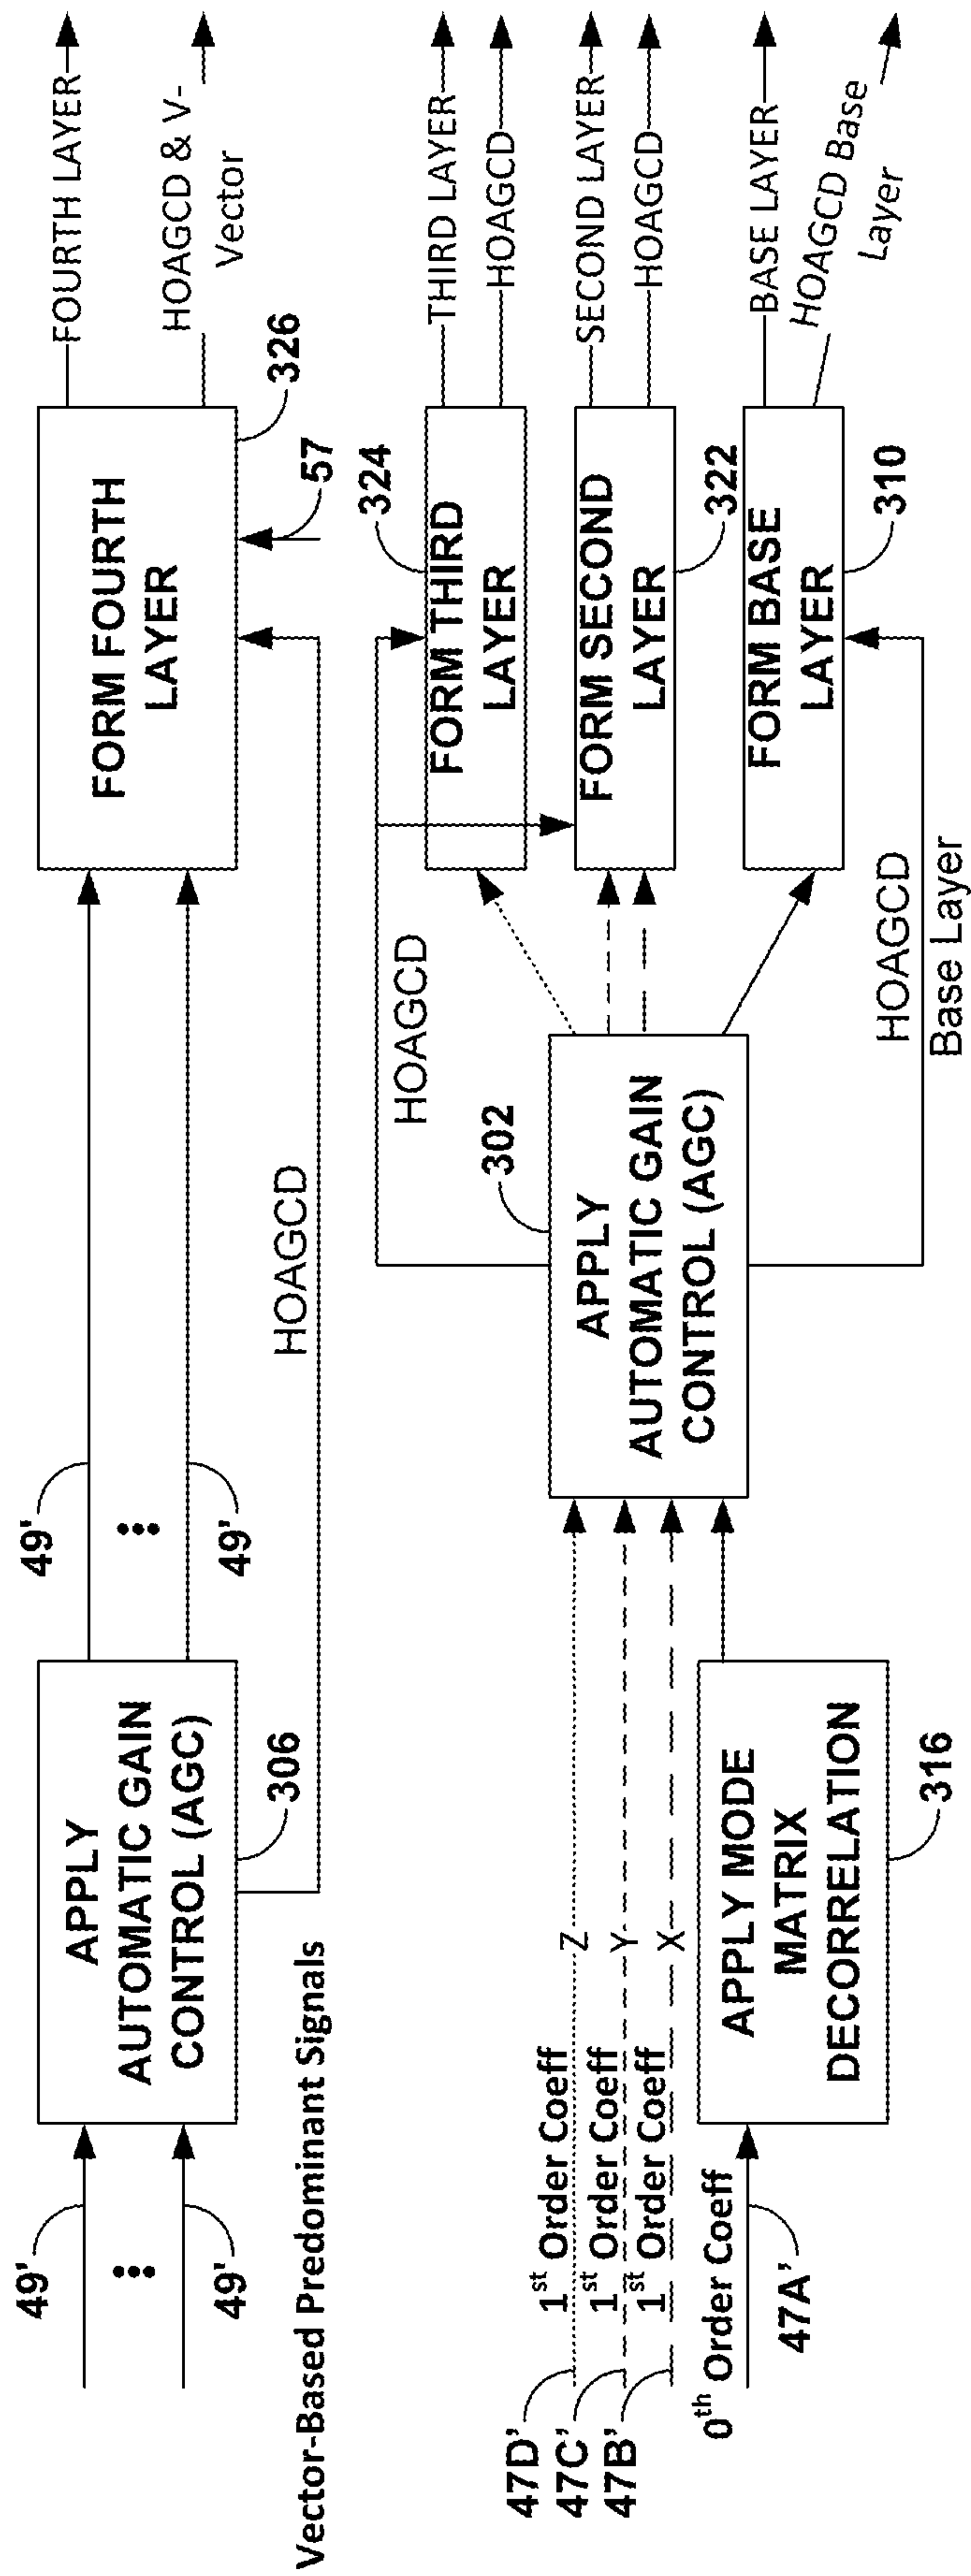 49'
49'
Vector-Based Predominant Signals
APPLY
AUTOMATIC GAIN
CONTROL (AGC)
306
49'
49'
HOAGCD
FORM FOURTH
LAYER
326
57
FOURTH LAYER
HOAGCD & V-
Vector
47D'
47C'
47B'
1st Order Coeff
Z
1st Order Coeff
Y
1st Order Coeff
X
0th Order Coeff
47A'
APPLY MODE
MATRIX
DECORRELATION
316
APPLY
AUTOMATIC GAIN
CONTROL (AGC)
302
HOAGCD
HOAGCD
Base Layer
FORM THIRD
LAYER
324
FORM SECOND
LAYER
322
FORM BASE
LAYER
310
THIRD LAYER
HOAGCD
SECOND LAYER
HOAGCD
BASE LAYER
HOAGCD Base
Layer